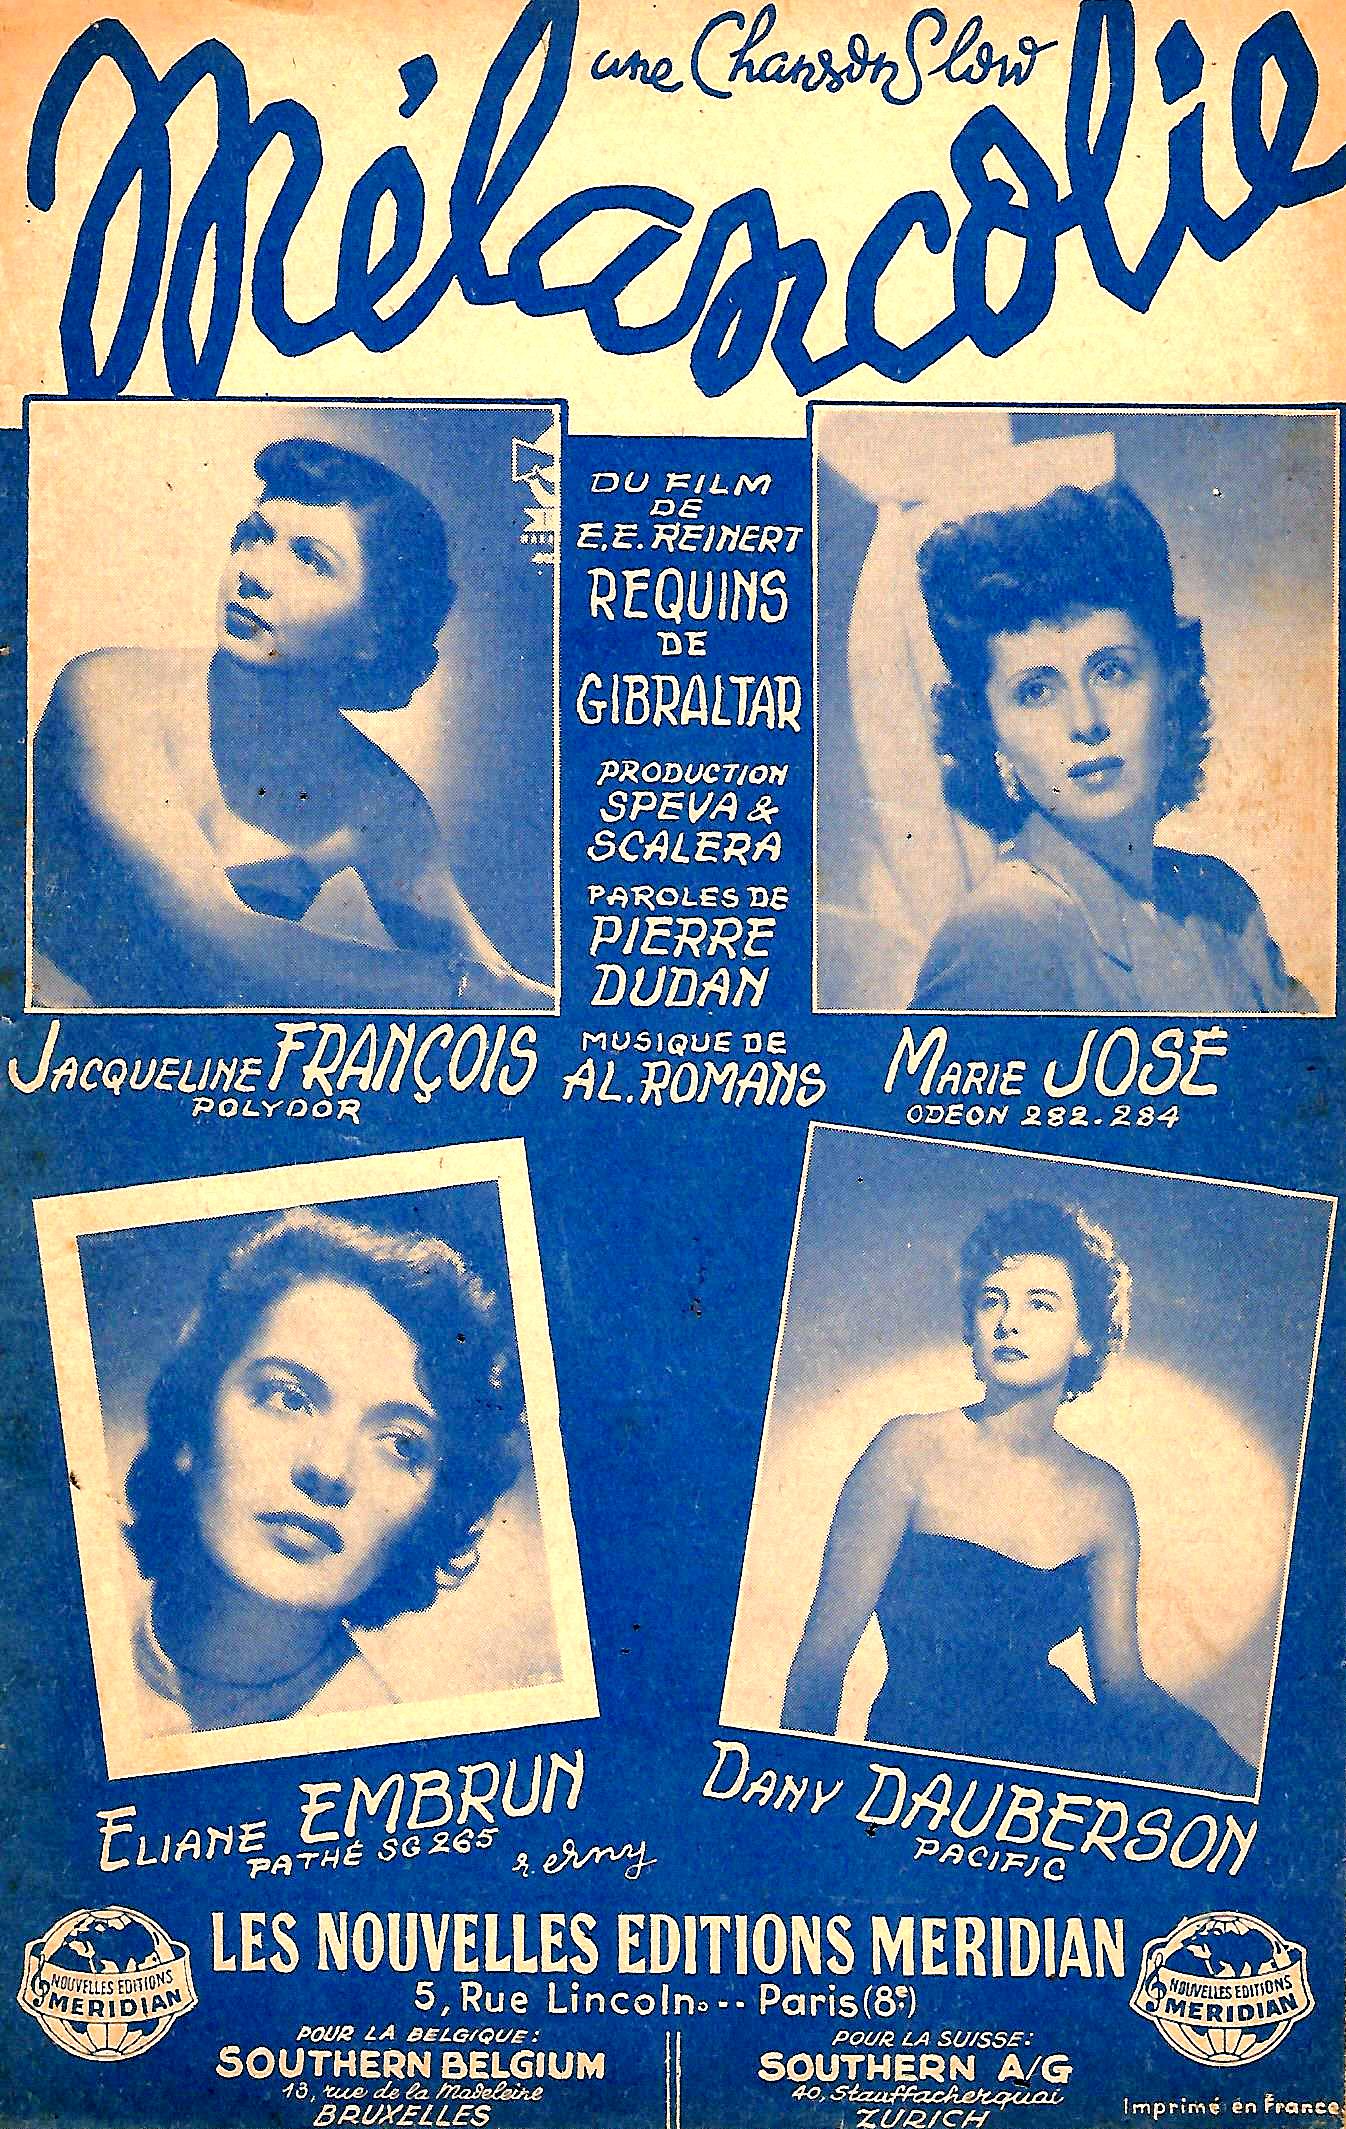 une Chanson Slow
Mélancolie
DU FILM
DE
E.E. REINERT
REQUINS
DE
GIBRALTAR
PRODUCTION
SPEVA &
SCALERA
PAROLES DE
PIERRE
DUDAN
MUSIQUE DE
AL. ROMANS
JACQUELINE FRANÇOIS
POLYDOR
MARIE JOSÉ
ODEON 282.284
ELIANE EMBRUN
PATHÉ SG 265
r. erny
DANY DAUBERSON
PACIFIC
NOUVELLES EDITIONS
MERIDIAN
LES NOUVELLES EDITIONS MERIDIAN
5, Rue Lincoln. -- Paris (8e.)
NOUVELLES EDITIONS
MERIDIAN
POUR LA BELGIQUE:
SOUTHERN BELGIUM
13, rue de la Madeleine
BRUXELLES
POUR LA SUISSE:
SOUTHERN A/G
40, Stauffacherquai
ZURICH
Imprimé en France